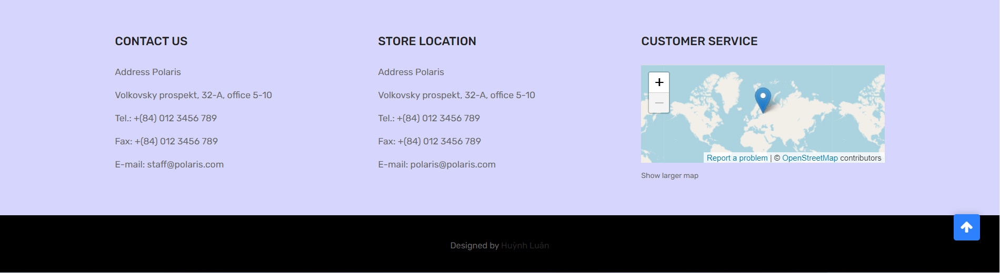 CONTACT US
Address Polaris
Volkovsky prospekt, 32-A, office 5-10
Tel.: +(84) 012 3456 789
Fax: +(84) 012 3456 789
E-mail: staff@polaris.com
STORE LOCATION
Address Polaris
Volkovsky prospekt, 32-A, office 5-10
Tel.: +(84) 012 3456 789
Fax: +(84) 012 3456 789
E-mail: polaris@polaris.com
CUSTOMER SERVICE
+
−
Report a problem | © OpenStreetMap contributors
Show larger map
Designed by Huỳnh Luân